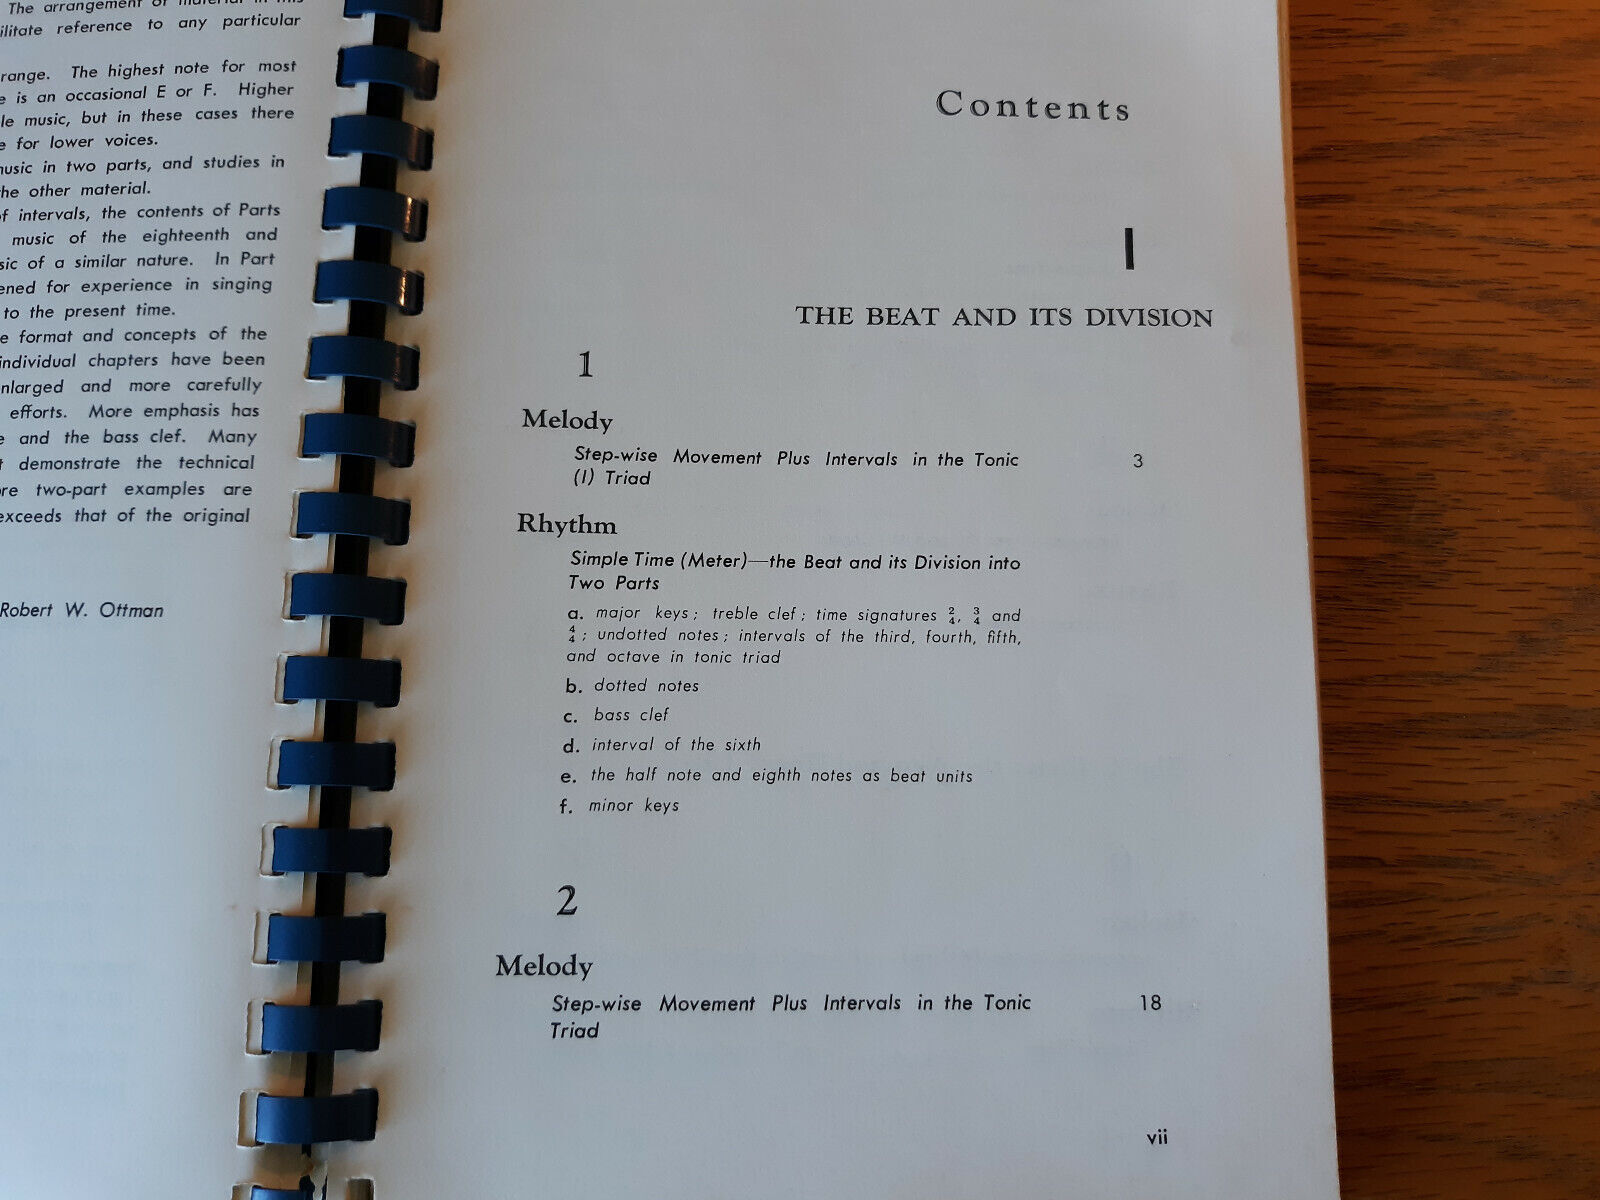 The arrangement of material in this
reference to any particular
range. The highest note for most
is an occasional E or F. Higher
music, but in these cases there
for lower voices.
music in two parts, and studies in
the other material.
of intervals, the contents of Parts
music of the eighteenth and
of a similar nature. In Part
for experience in singing
to the present time.
format and concepts of the
individual chapters have been
enlarged and more carefully
efforts. More emphasis has
and the bass clef. Many
demonstrate the technical
two-part examples are
exceeds that of the original
Robert W. Ottman
Contents
I
THE BEAT AND ITS DIVISION
1
Melody
Step-wise Movement Plus Intervals in the Tonic 3
(I) Triad
Rhythm
Simple Time (Meter)—the Beat and its Division into
Two Parts
a. major keys; treble clef; time signatures 2/4, 3/4 and
4/4; undotted notes; intervals of the third, fourth, fifth,
and octave in tonic triad
b. dotted notes
c. bass clef
d. interval of the sixth
e. the half note and eighth notes as beat units
f. minor keys
2
Melody
Step-wise Movement Plus Intervals in the Tonic 18
Triad
vii